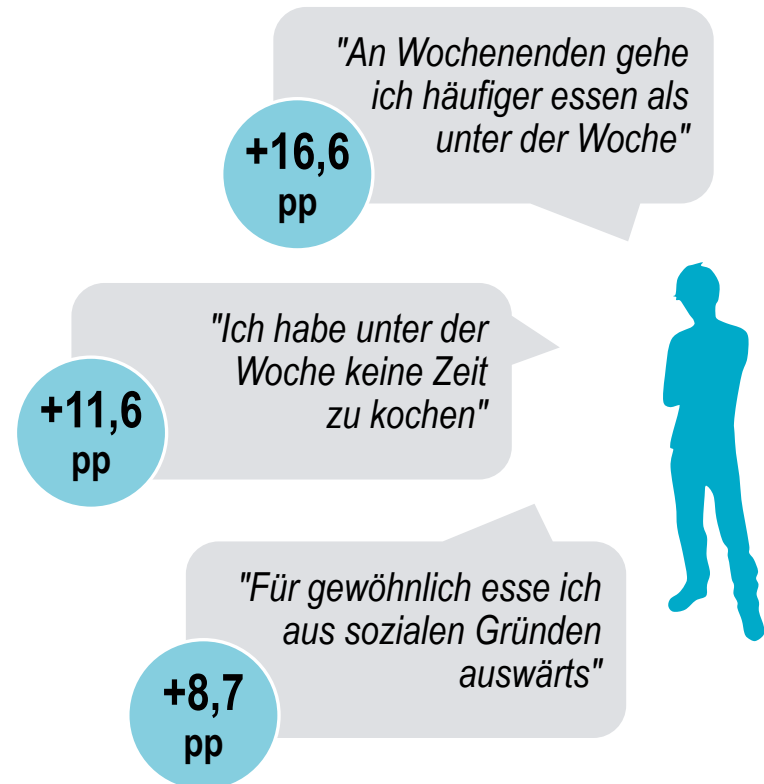 "An Wochenenden gehe
ich häufiger essen als
unter der Woche"
+16,6
pp
"Ich habe unter der
Woche keine Zeit
zu kochen"
+11,6
pp
"Für gewöhnlich esse ich
aus sozialen Gründen
auswärts"
+8,7
pp